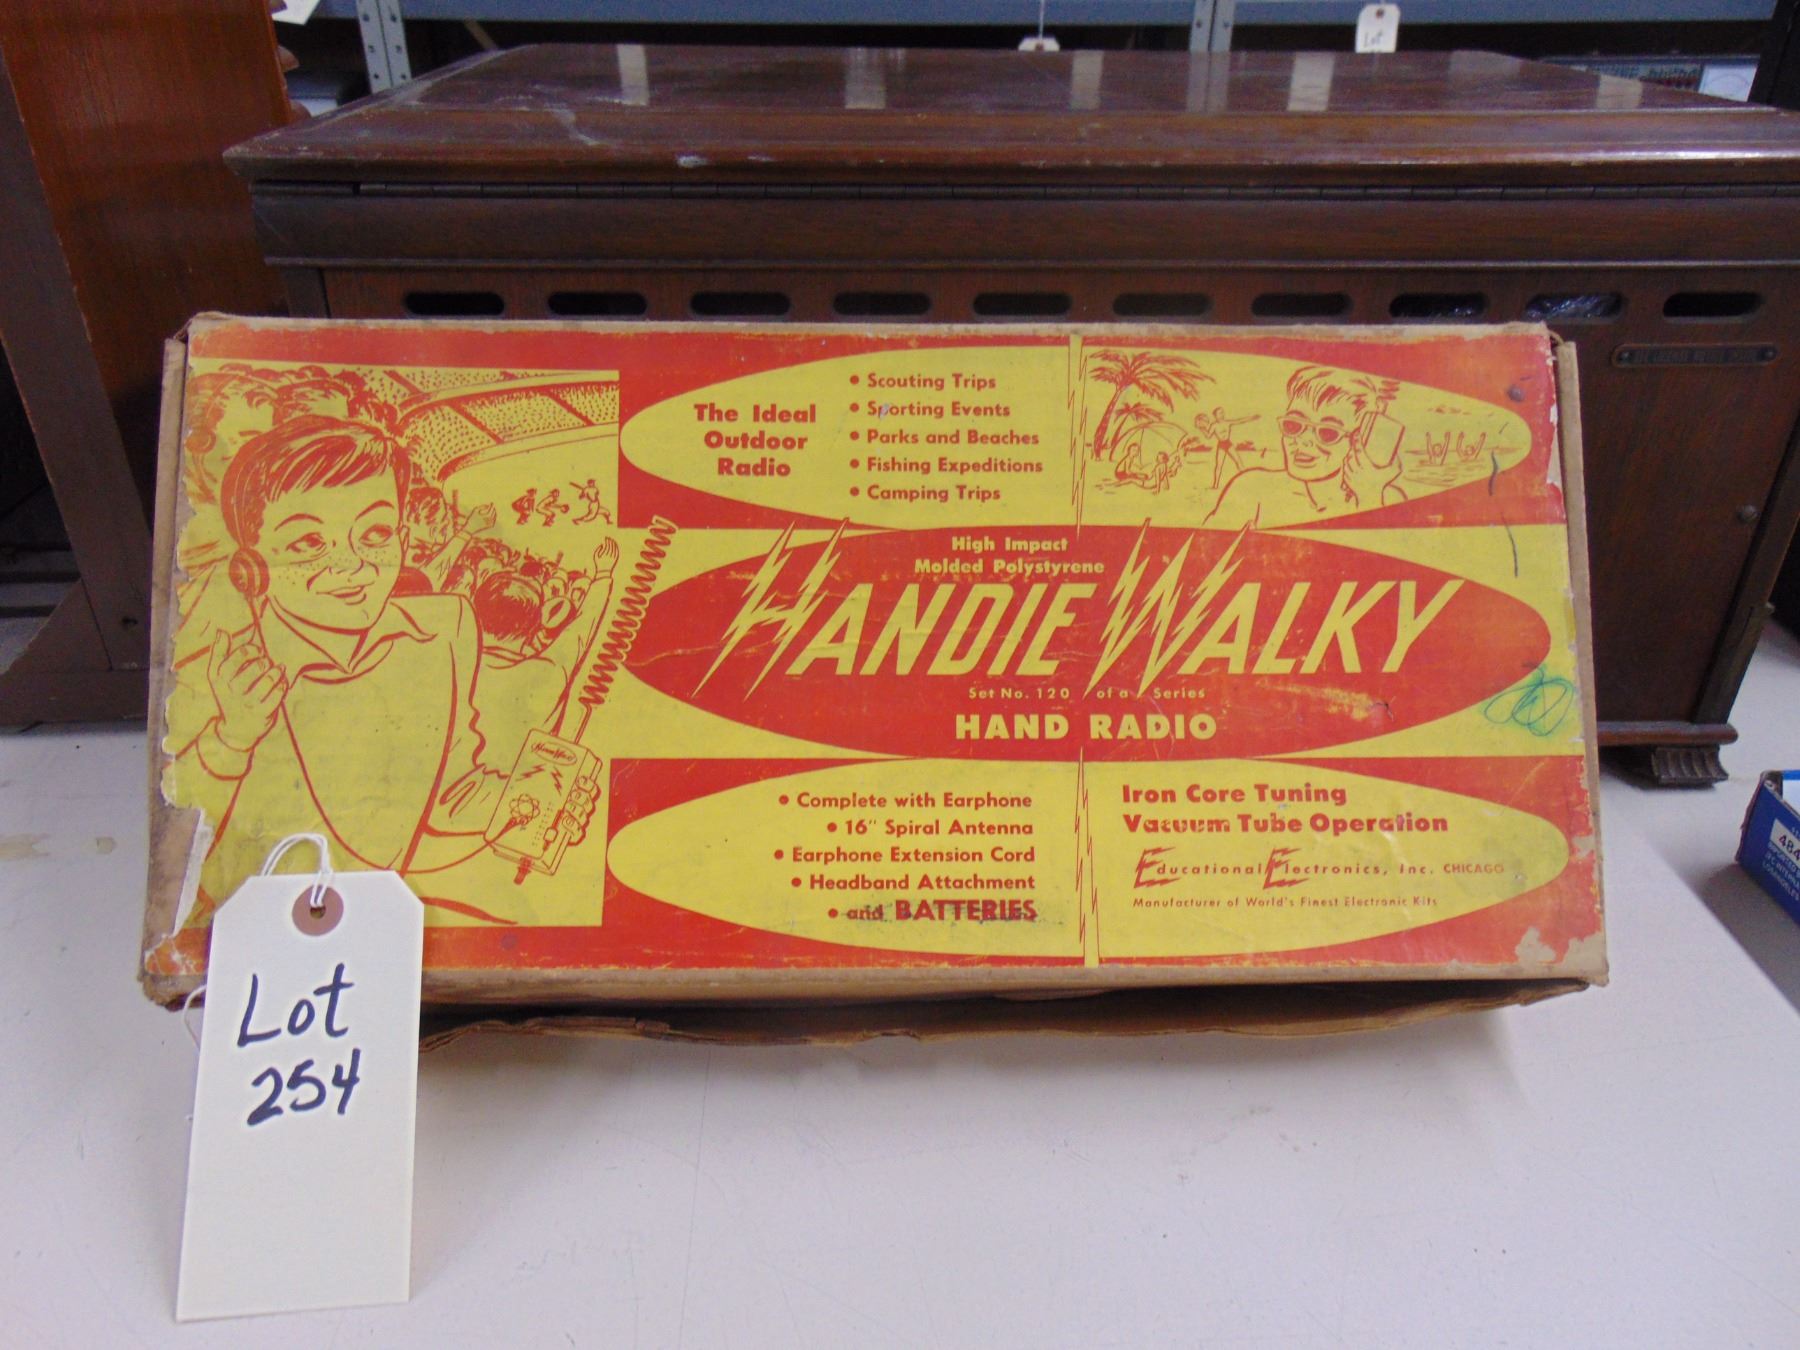 Lot
The Ideal
Outdoor
Radio
• Scouting Trips
• Sporting Events
• Parks and Beaches
• Fishing Expeditions
• Camping Trips
High Impact
Molded Polystyrene
HANDIE WALKY
Set No. 120 of a Series
HAND RADIO
• Complete with Earphone
• 16" Spiral Antenna
• Earphone Extension Cord
• Headband Attachment
• and BATTERIES
Iron Core Tuning
Vacuum Tube Operation
Educational Electronics, Inc. CHICAGO
Manufacturer of World's Finest Electronic Kits
Lot
254